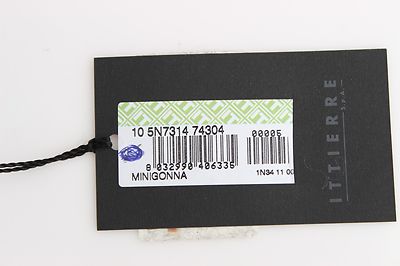 10 5N7314 74304
00005
8 032990 406335
MINIGONNA
1N34 11 00
ITTIERRE
S.p.A.